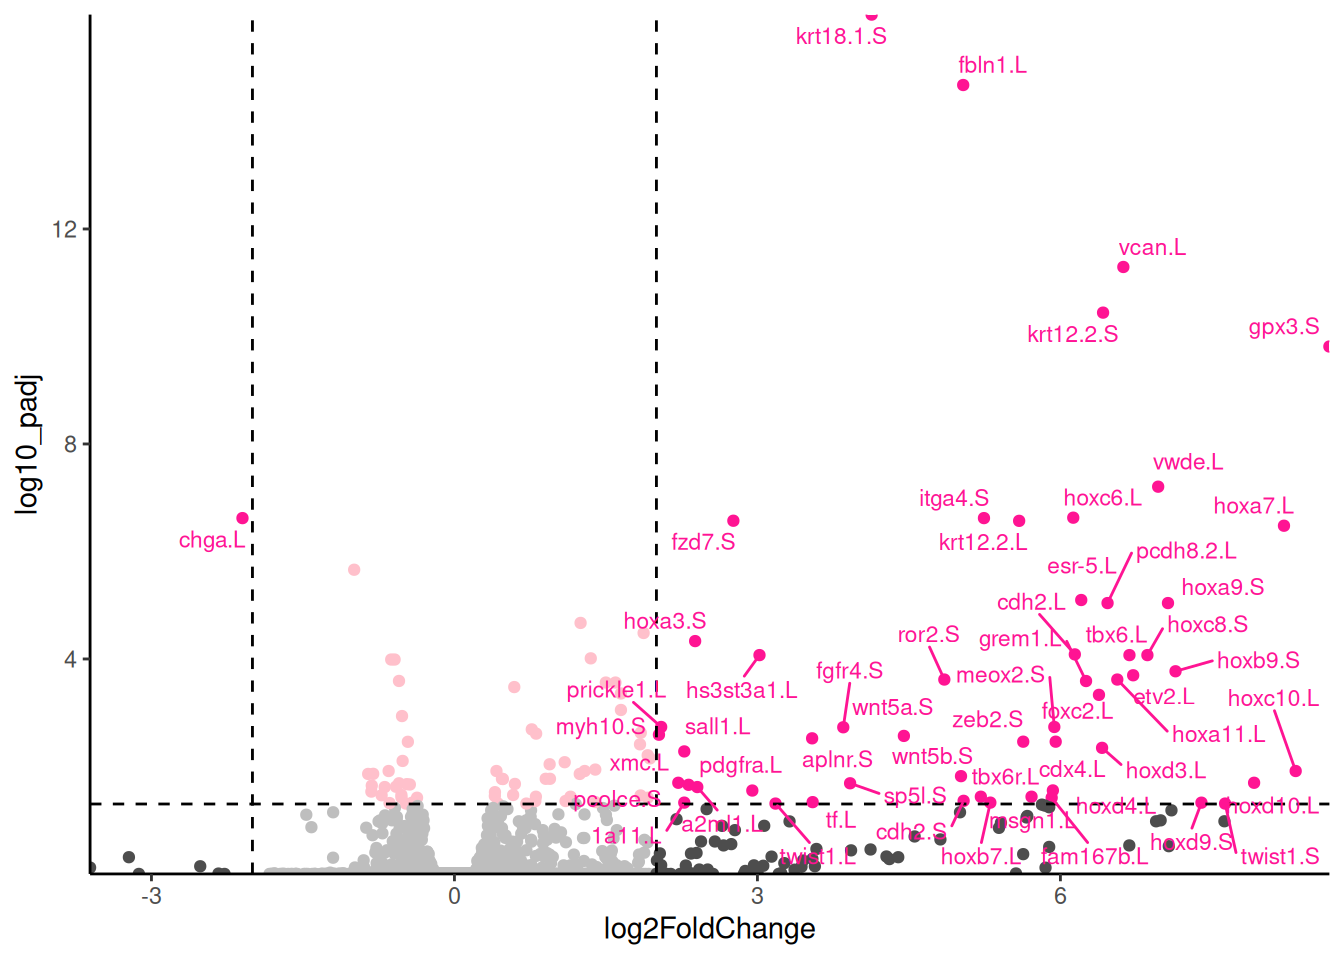 krt18.1.S
fbln1.L
12
vcan.L
gpx3.S
krt12.2.S
log10_padj
8
vwde.L
itga4.S
hoxc6.L
hoxa7.L
chga.L
fzd7.S
krt12.2.L
pcdh8.2.L
esr-5.L
hoxa9.S
cdh2.L
hoxa3.S
ror2.S
grem1.L
tbx6.L
hoxc8.S
4
hoxb9.S
fgfr4.S
meox2.S
prickle1.L
hs3st3a1.L
etv2.L
hoxc10.L
wnt5a.S
foxc2.L
myh10.S
sall1.L
zeb2.S
hoxa11.L
xmc.L
pdgfra.L
aplnr.S
wnt5b.S
cdx4.L
hoxd3.L
tbx6r.L
pcolce.S
sp5l.S
hoxd4.L
hoxd10.L
a2ml1.L
tf.L
msgn1.L
1a11.L
cdh2.S
hoxd9.S
twist1.L
hoxb7.L
fam167b.L
twist1.S
-3
0
3
6
log2FoldChange